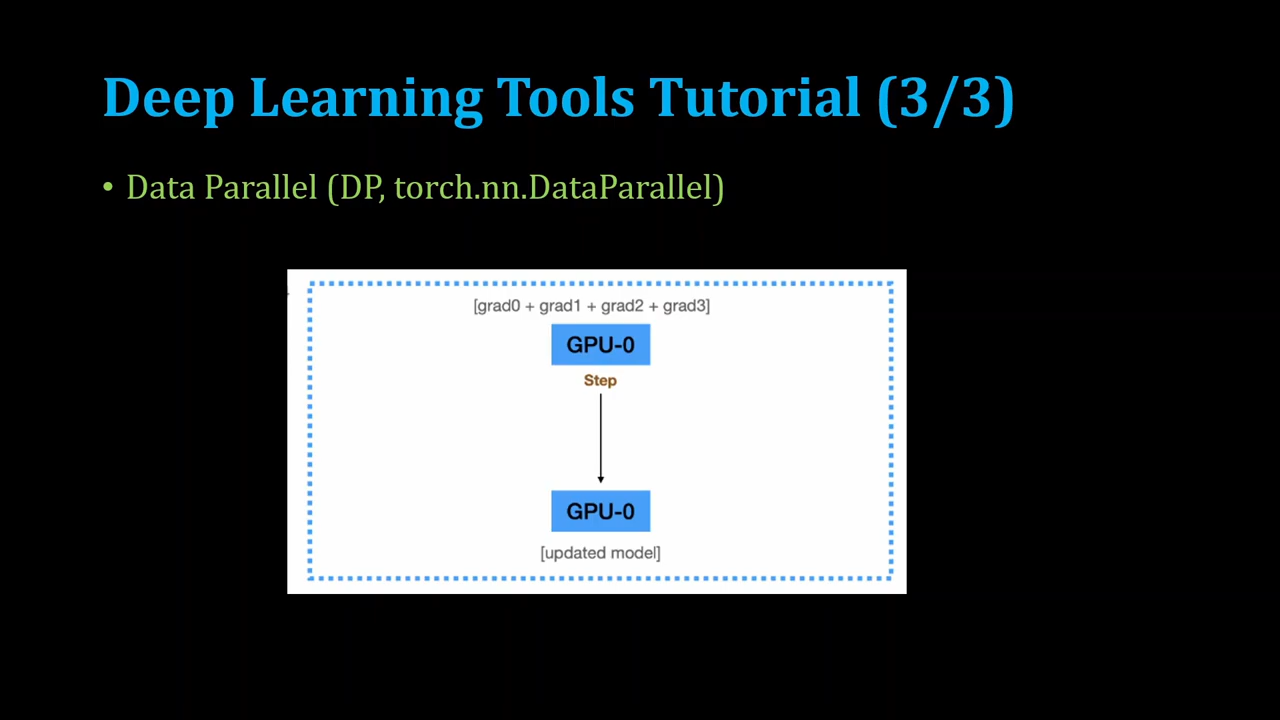 Deep Learning Tools Tutorial (3/3)
• Data Parallel (DP, torch.nn.DataParallel)
[grad0 + grad1 + grad2 + grad3]
GPU-0
Step
GPU-0
[updated model]